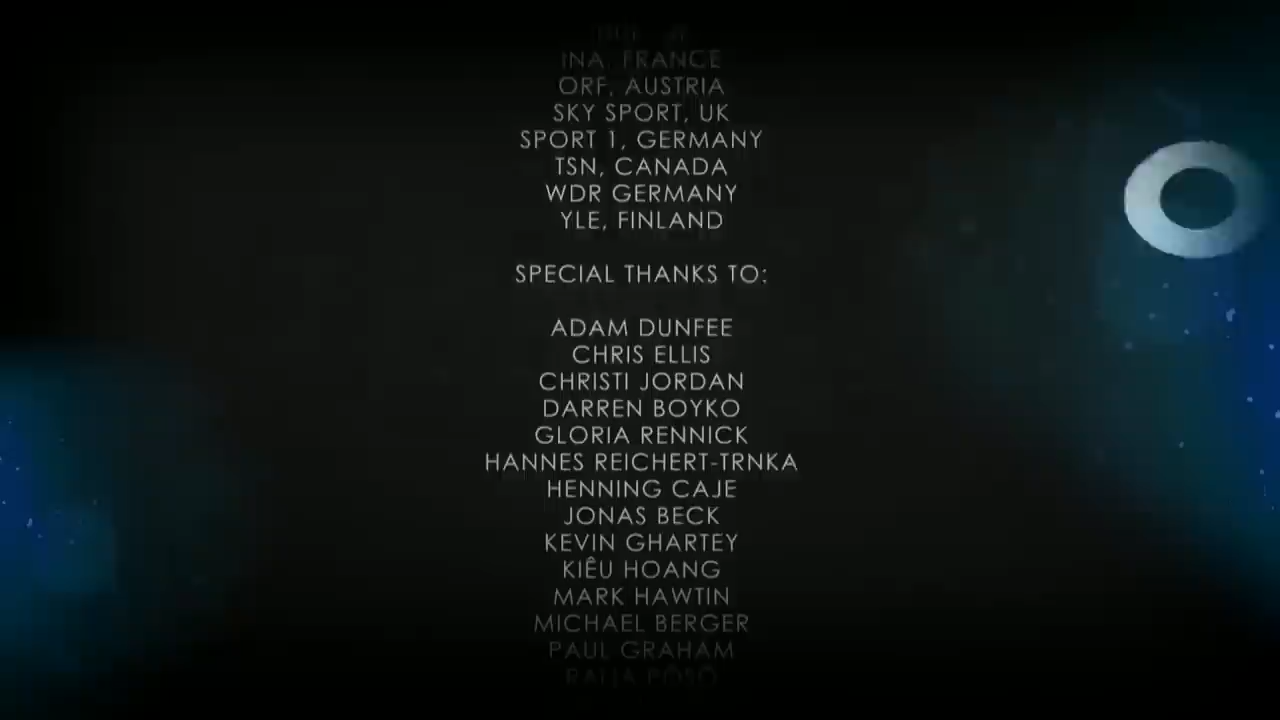 INA, FRANCE
ORF, AUSTRIA
SKY SPORT, UK
SPORT 1, GERMANY
TSN, CANADA
WDR GERMANY
YLE, FINLAND
SPECIAL THANKS TO:
ADAM DUNFEE
CHRIS ELLIS
CHRISTI JORDAN
DARREN BOYKO
GLORIA RENNICK
HANNES REICHERT-TRNKA
HENNING CAJE
JONAS BECK
KEVIN GHARTEY
KIÊU HOANG
MARK HAWTIN
MICHAEL BERGER
PAUL GRAHAM